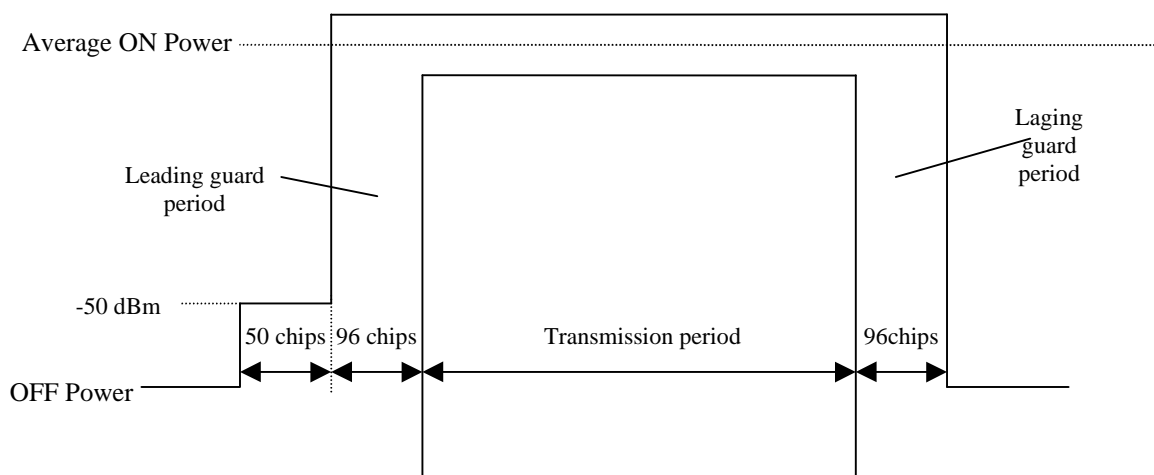 Average ON Power
Laging
guard
period
Leading guard
period
-50 dBm
50 chips
96 chips
Transmission period
96chips
OFF Power